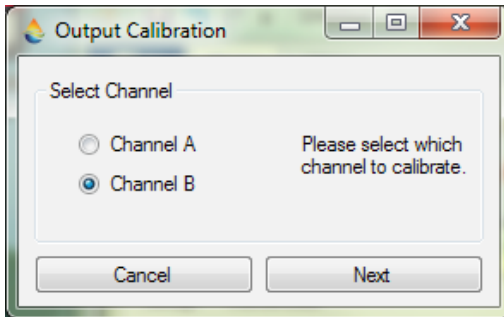 Output Calibration
Select Channel
Channel A
Channel B
Please select which
channel to calibrate.
Cancel
Next